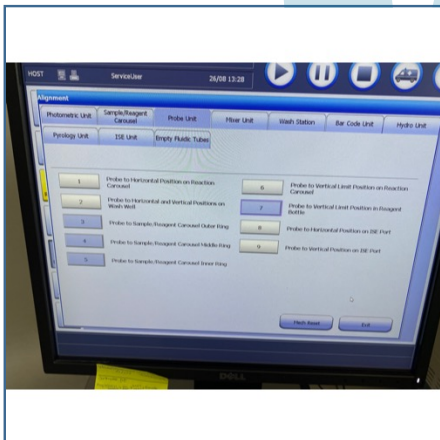 HOST
ServiceUser
26/08 13:28
Alignment
Photometric Unit
Sample/Reagent
Carousel
Probe Unit
Mixer Unit
Wash Station
Bar Code Unit
Hydro Unit
Pyrology Unit
ISE Unit
Empty Fluidic Tubes
1 Probe to Horizontal Position on Reaction
Carousel
2 Probe to Horizontal and Vertical Positions on
Wash Well
3 Probe to Sample/Reagent Carousel Outer Ring
4 Probe to Sample/Reagent Carousel Middle Ring
5 Probe to Sample/Reagent Carousel Inner Ring
6 Probe to Vertical Limit Position on Reaction
Carousel
7 Probe to Vertical Limit Position in Reagent
Bottle
8 Probe to Horizontal Position on ISE Port
9 Probe to Vertical Position on ISE Port
Mech Reset
Exit
DELL